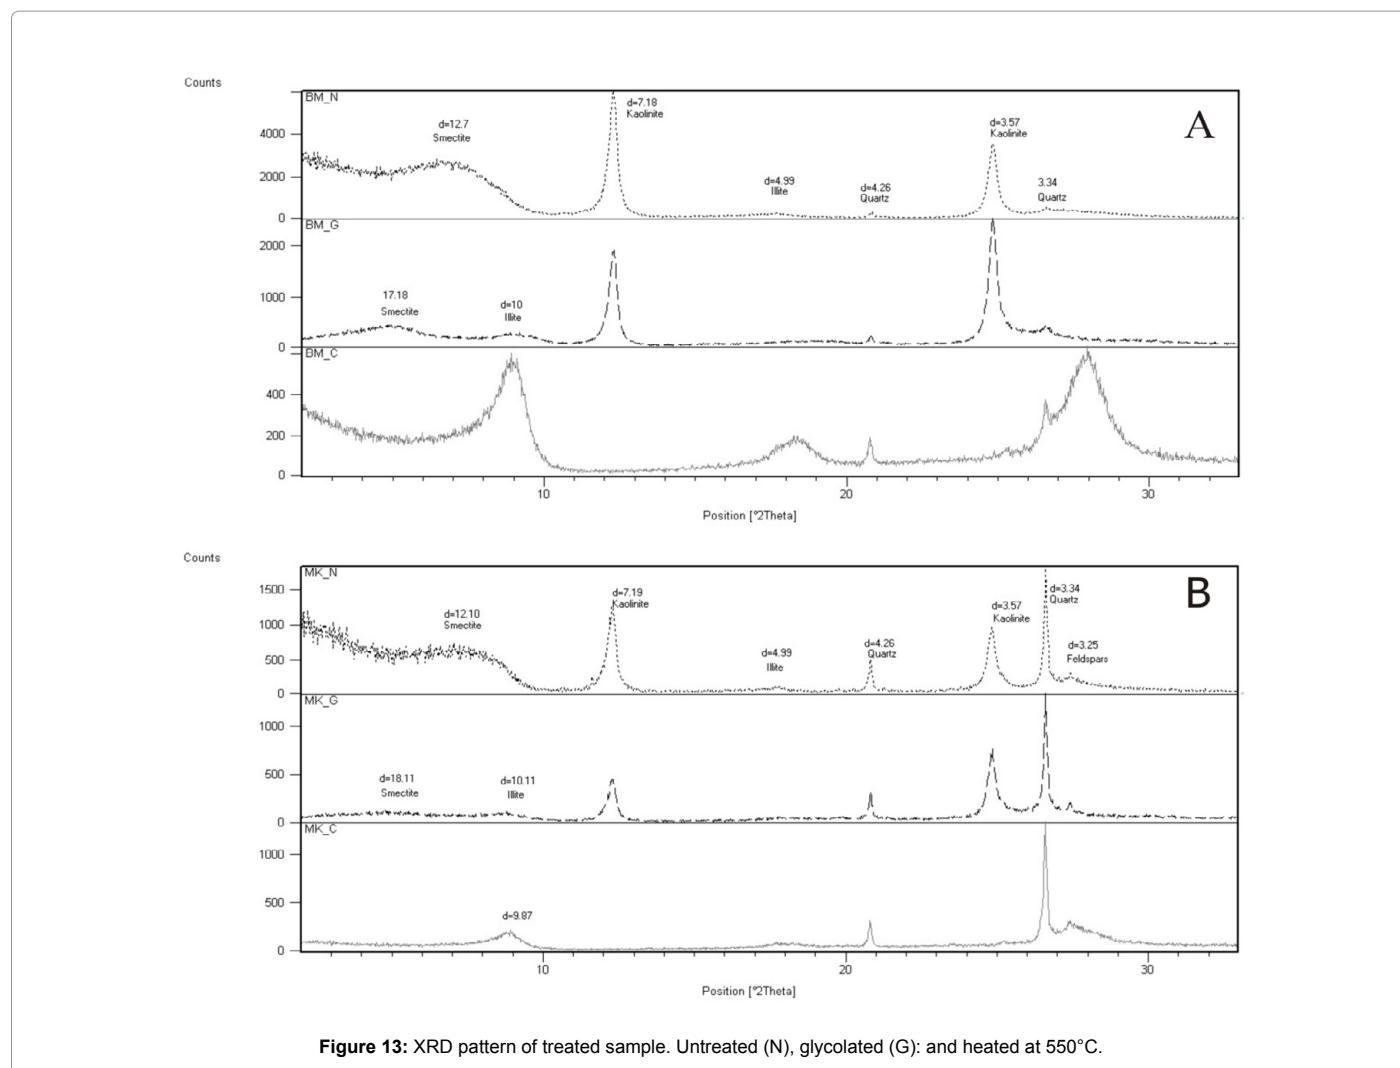 Counts
BM_N
A
d=7.18
Kaolinite
d=12.7
Smectite
d=3.57
Kaolinite
4000
d=4.99
Illite
d=4.26
Quartz
3.34
Quartz
2000
0
BM_G
2000
17.18
Smectite
d=10
Illite
1000
0
BM_C
400
200
0
10
20
30
Position [°2Theta]
Counts
MK_N
B
1500
d=7.19
Kaolinite
d=3.34
Quartz
d=12.10
Smectite
d=3.57
Kaolinite
1000
d=4.99
Illite
d=4.26
Quartz
d=3.25
Feldspars
500
0
MK_G
1000
d=18.11
Smectite
d=10.11
Illite
500
0
MK_C
1000
500
d=9.87
0
10
20
30
Position [°2Theta]
Figure 13: XRD pattern of treated sample. Untreated (N), glycolated (G): and heated at 550°C.